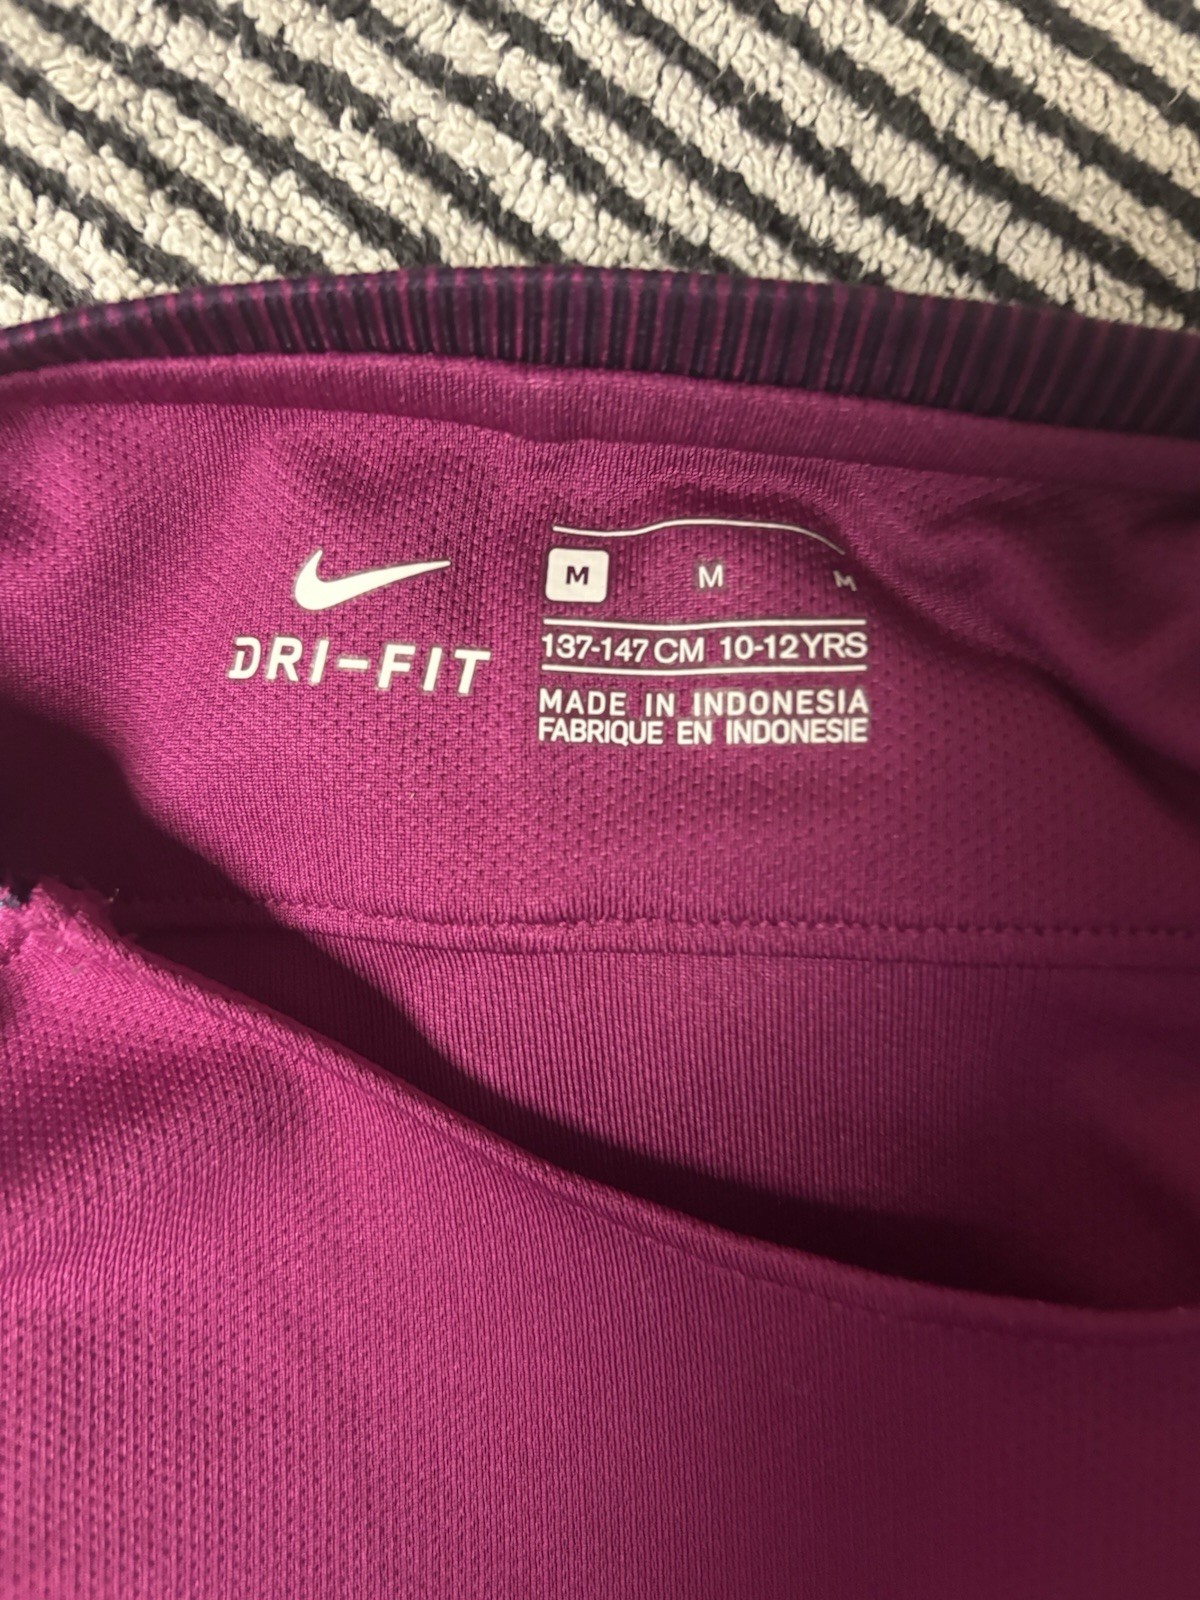 DRI-FIT
M M M
137-147 CM 10-12 YRS
MADE IN INDONESIA
FABRIQUE EN INDONESIE